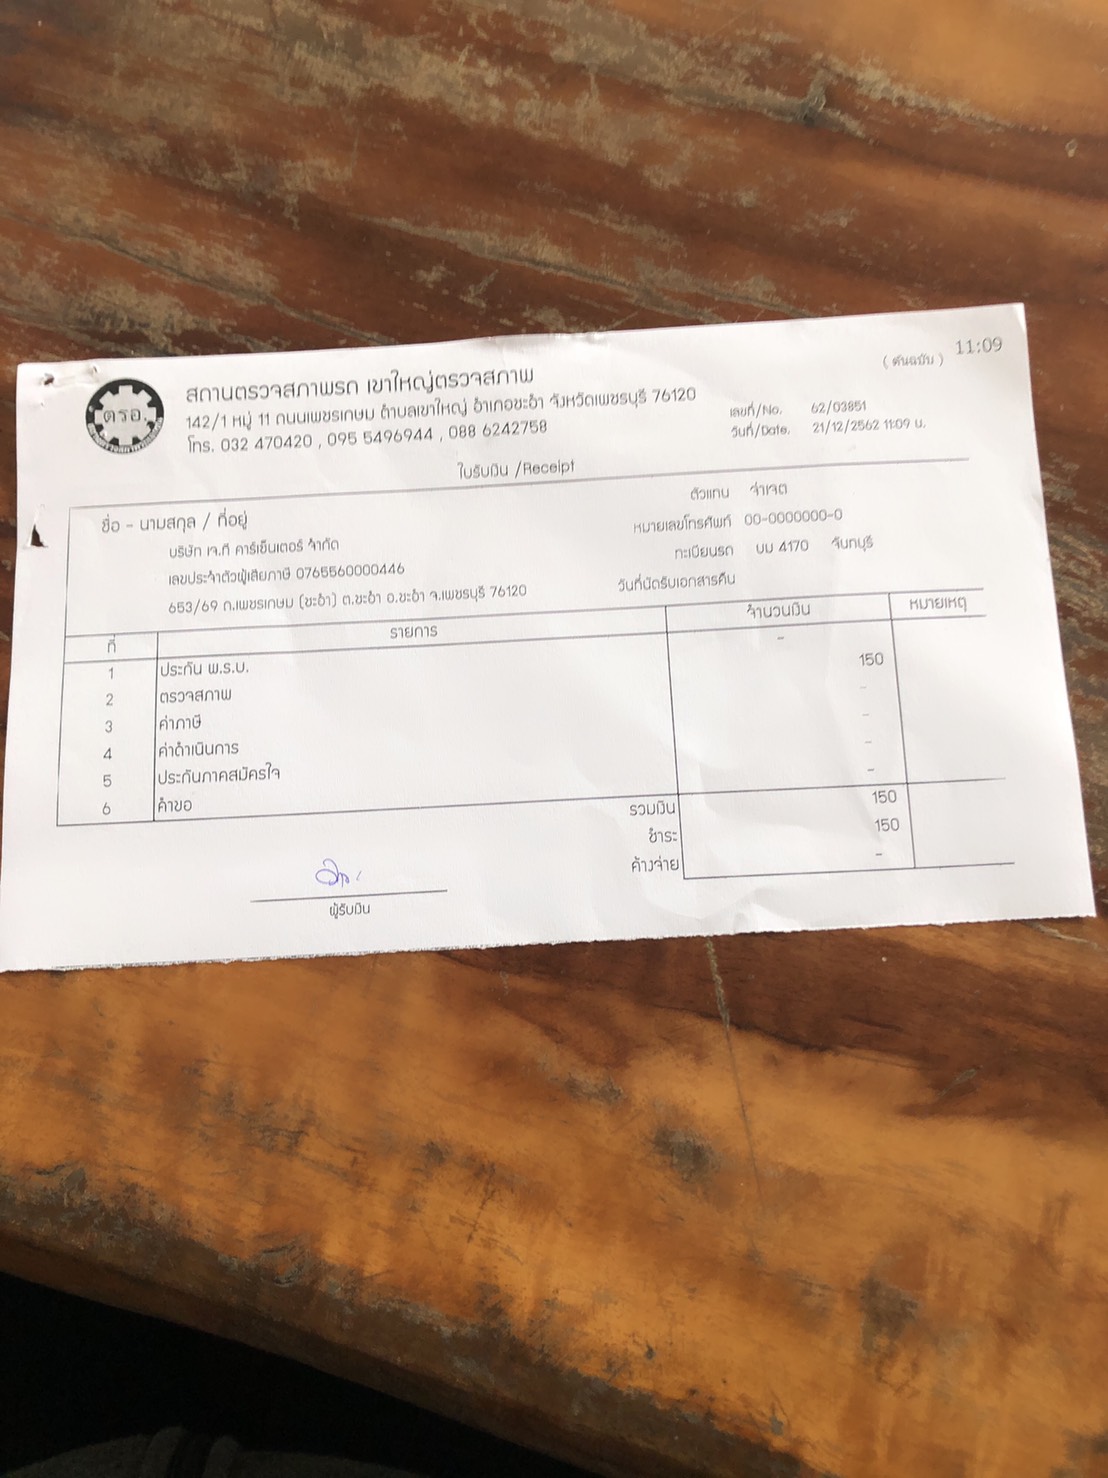 11:09
( ต้นฉบับ )
ตรอ.
สถานตรวจสภาพรถ เขาใหญ่ตรวจสภาพ
142/1 หมู่ 11 ถนนเพชรเกษม ตำบลเขาใหญ่ อำเภอชะอำ จังหวัดเพชรบุรี 76120
โทร. 032 470420 , 095 5496944 , 088 6242758
เลขที่/No. 62/03851
วันที่/Date. 21/12/2562 11:09 น.
ใบรับเงิน /Receipt
ชื่อ - นามสกุล / ที่อยู่
บริษัท เจ.ที คาร์เซ็นเตอร์ จำกัด
เลขประจำตัวผู้เสียภาษี 0765560000446
653/69 ถ.เพชรเกษม (ชะอำ) ต.ชะอำ อ.ชะอำ จ.เพชรบุรี 76120
ตัวแทน จ่าเจต
หมายเลขโทรศัพท์ 00-0000000-0
ทะเบียนรถ บม 4170 จันทบุรี
วันที่นัดรับเอกสารคืน
ที่ รายการ จำนวนเงิน หมายเหตุ
1 ประกัน พ.ร.บ. -
2 ตรวจสภาพ 150
3 ค่าภาษี -
4 ค่าดำเนินการ -
5 ประกันภาคสมัครใจ -
6 คำขอ -
รวมเงิน 150
ชำระ 150
ค้างจ่าย -
ผู้รับเงิน